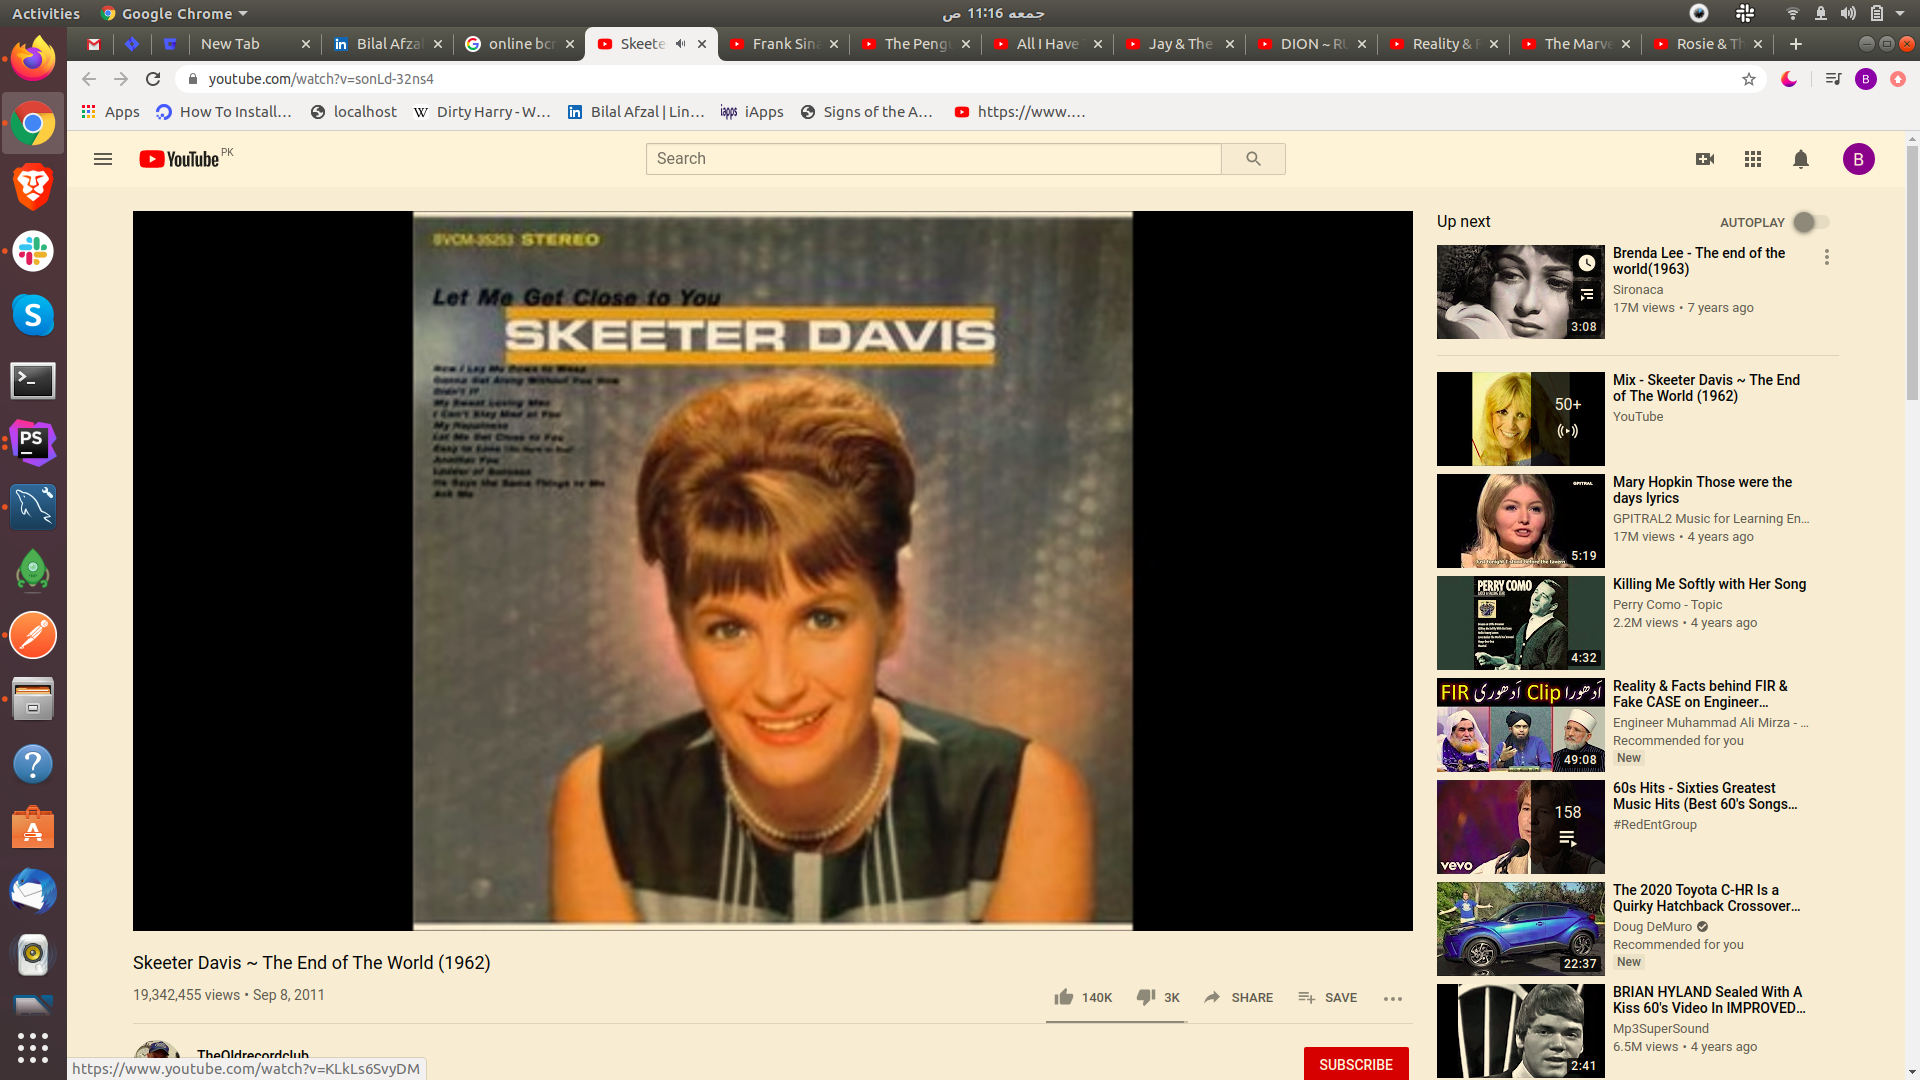 Activities
Google Chrome
جمعه 11:16 ص
New Tab
Bilal Afza
online bc
Skeete
Frank Sin
The Peng
All I Have
Jay & The
DION ~ R
Reality &
The Marv
Rosie & Th
youtube.com/watch?v=sonLd-32ns4
B
Apps
How To Install...
localhost
Dirty Harry - W...
Bilal Afzal | Lin...
iApps
Signs of the A...
https://www....
YouTube PK
Search
B
BVCM-35253 STEREO
Let Me Get Close to You
SKEETER DAVIS
Now I Lay Me Down to Weep
Gonna Get Along Without You Now
Didn't I?
My Sweet Loving Man
I Can't Stay Mad at You
My Happiness
Let Me Get Close to You
Another You
Ladder of Success
He Says the Same Things to Me
Ask Me
Skeeter Davis ~ The End of The World (1962)
19,342,455 views • Sep 8, 2011
140K
3K
SHARE
SAVE
TheOldrecordclub
SUBSCRIBE
https://www.youtube.com/watch?v=KLkLs6SvyDM
Up next
AUTOPLAY
3:08
Brenda Lee - The end of the
world(1963)
Sironaca
17M views • 7 years ago
50+
Mix - Skeeter Davis ~ The End
of The World (1962)
YouTube
GPITRAL
Just tonight I stood before the tavern
5:19
Mary Hopkin Those were the
days lyrics
GPITRAL2 Music for Learning En...
17M views • 4 years ago
PERRY COMO
4:32
Killing Me Softly with Her Song
Perry Como - Topic
2.2M views • 4 years ago
FIR ادھوری Clip ادھورا
49:08
Reality & Facts behind FIR &
Fake CASE on Engineer...
Engineer Muhammad Ali Mirza - ...
Recommended for you
New
158
vevo
60s Hits - Sixties Greatest
Music Hits (Best 60's Songs...
#RedEntGroup
22:37
The 2020 Toyota C-HR Is a
Quirky Hatchback Crossover...
Doug DeMuro
Recommended for you
New
2:41
BRIAN HYLAND Sealed With A
Kiss 60's Video In IMPROVED...
Mp3SuperSound
6.5M views • 4 years ago
PS